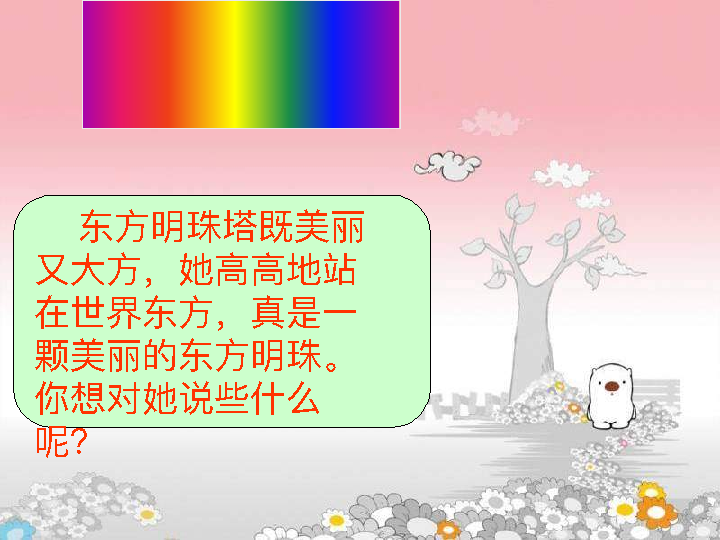 东方明珠塔既美丽
又大方，她高高地站
在世界东方，真是一
颗美丽的东方明珠。
你想对她说些什么
呢？